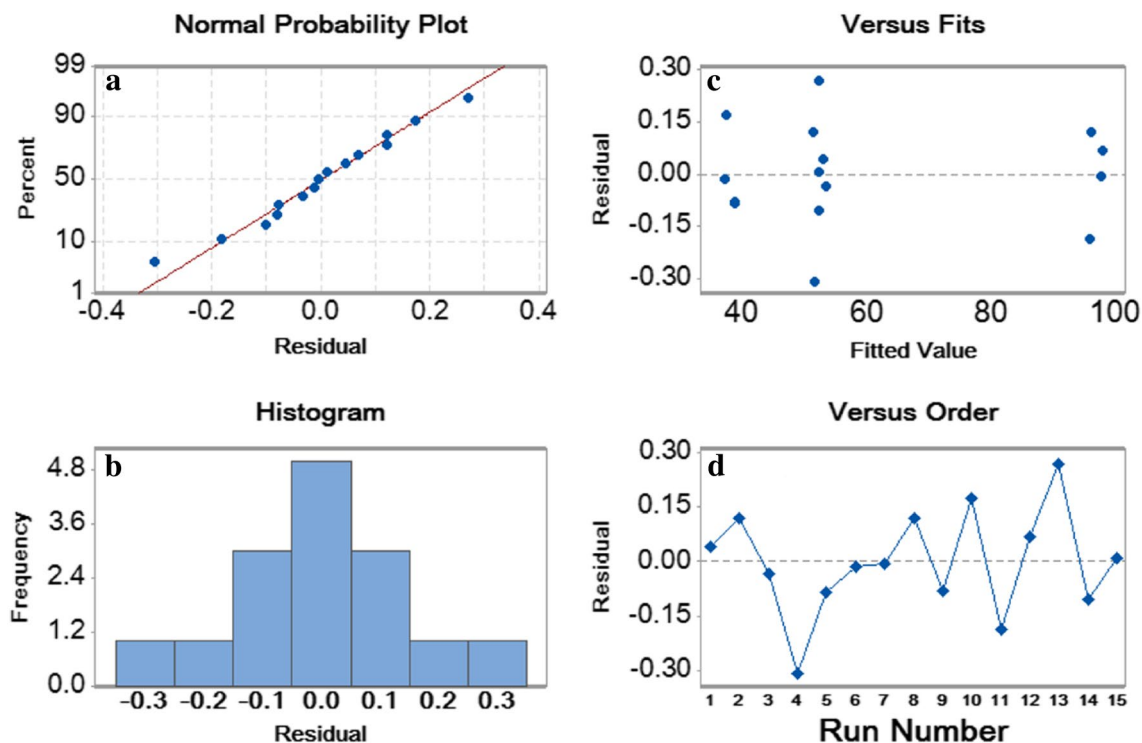 Normal Probability Plot
a
99
90
50
10
1
Percent
-0.4 -0.2 0.0 0.2 0.4
Residual
Versus Fits
c
0.30
0.15
0.00
-0.15
-0.30
Residual
40 60 80 100
Fitted Value
Histogram
b
4.8
3.6
2.4
1.2
0.0
Frequency
-0.3 -0.2 -0.1 0.0 0.1 0.2 0.3
Residual
Versus Order
d
0.30
0.15
0.00
-0.15
-0.30
Residual
1 2 3 4 5 6 7 8 9 10 11 12 13 14 15
Run Number